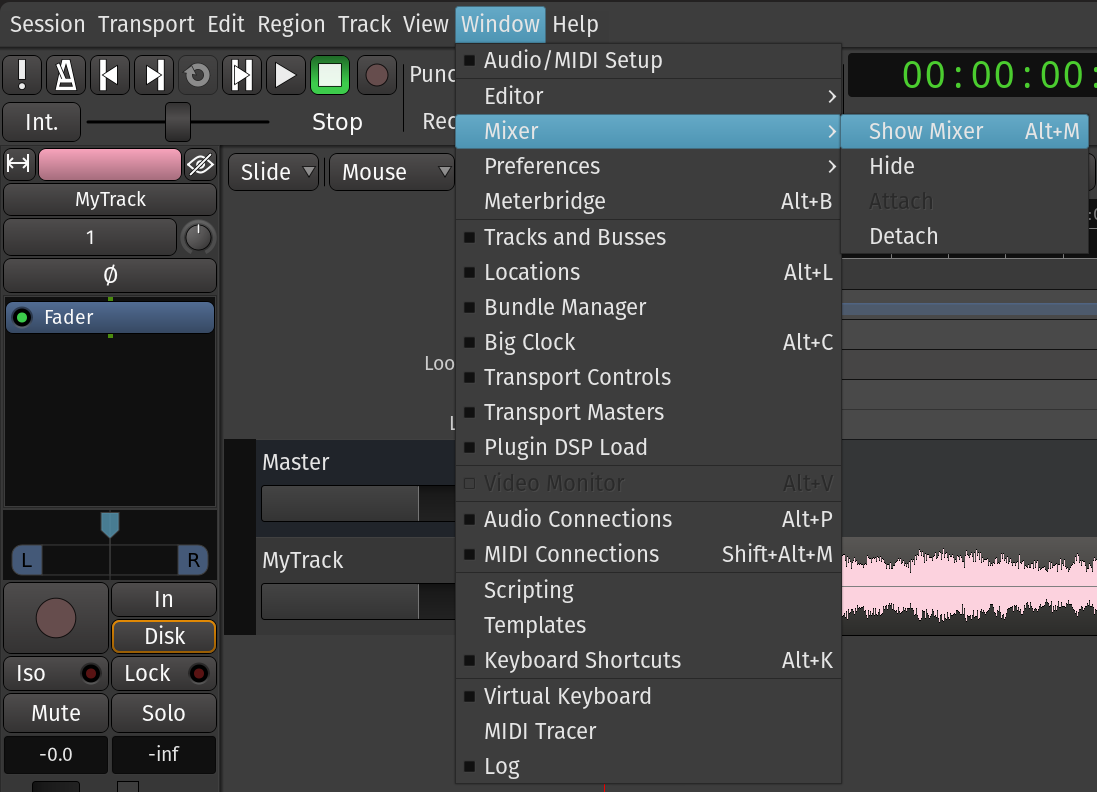 Session Transport Edit Region Track View Window Help
Punc
00:00:00:
Int.
Stop
Rec
MyTrack
1
Ø
Fader
L R
In
Disk
Iso Lock
Mute Solo
-0.0 -inf
Slide Mouse
Loo
L
Master
MyTrack
Audio/MIDI Setup
Editor
Mixer
Preferences
Meterbridge Alt+B
Tracks and Busses
Locations Alt+L
Bundle Manager
Big Clock Alt+C
Transport Controls
Transport Masters
Plugin DSP Load
Video Monitor Alt+V
Audio Connections Alt+P
MIDI Connections Shift+Alt+M
Scripting
Templates
Keyboard Shortcuts Alt+K
Virtual Keyboard
MIDI Tracer
Log
Show Mixer Alt+M
Hide
Attach
Detach